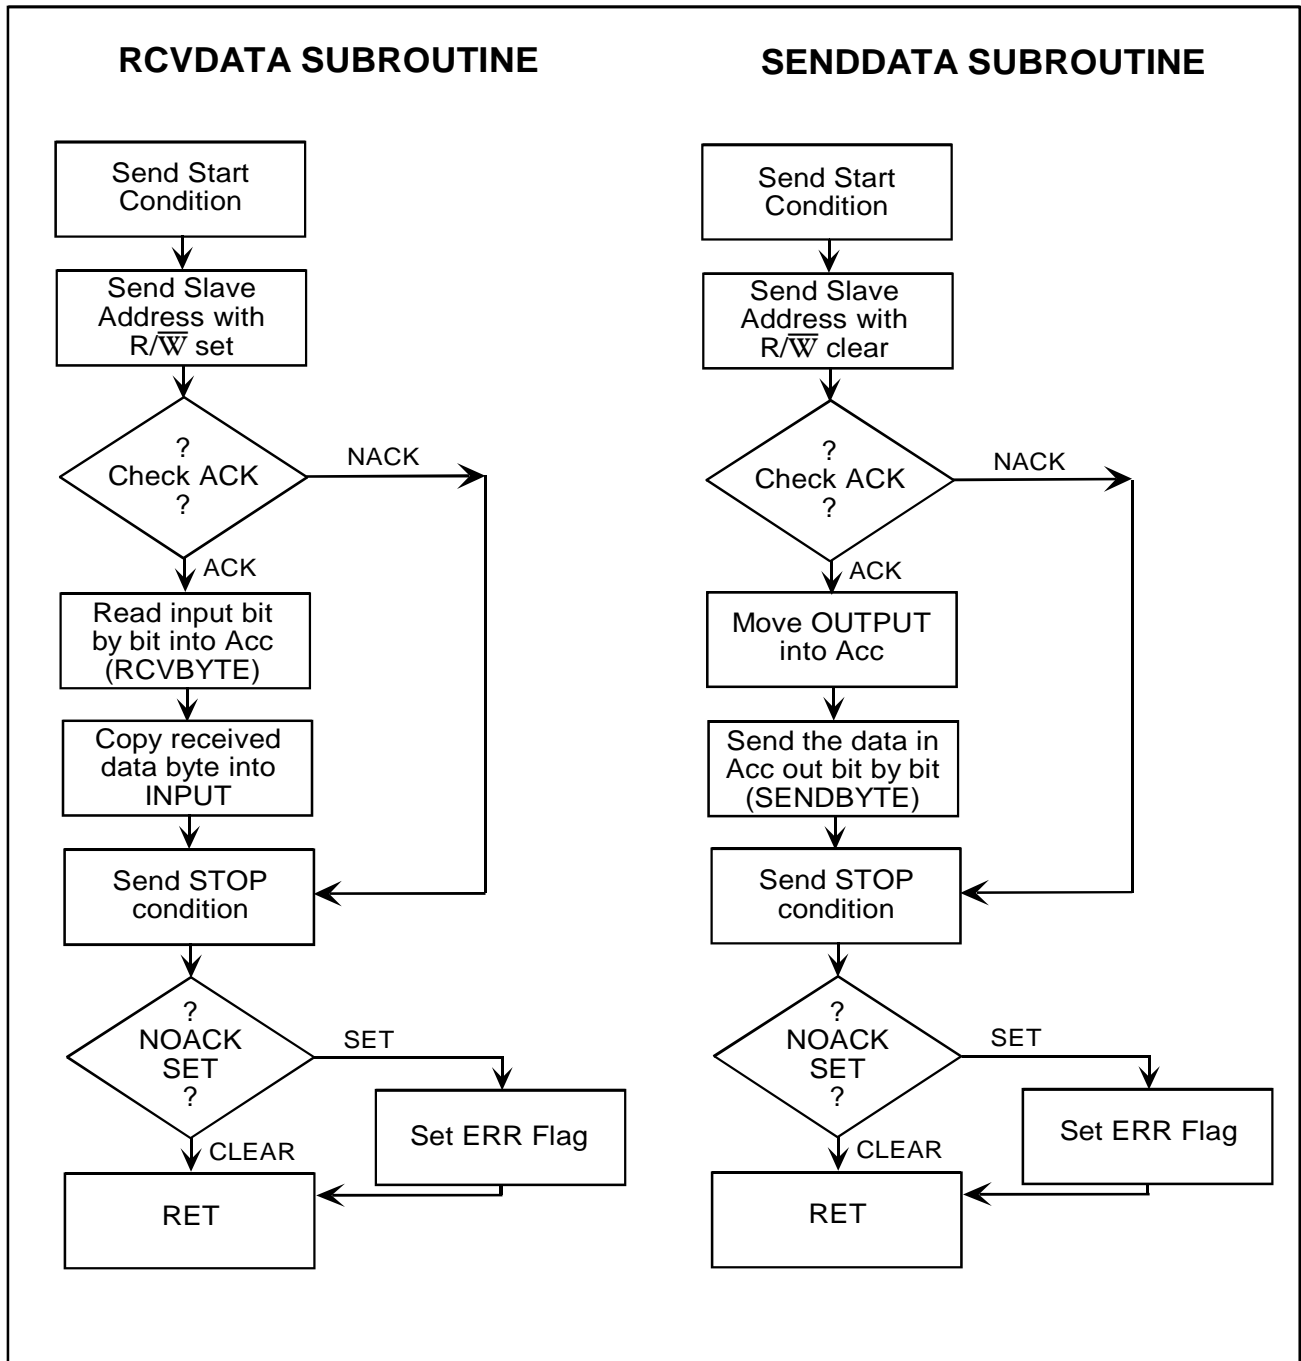 RCVDATA SUBROUTINE
Send Start
Condition
Send Slave
Address with
R/W̅ set
?
Check ACK
?
NACK
ACK
Read input bit
by bit into Acc
(RCVBYTE)
Copy received
data byte into
INPUT
Send STOP
condition
?
NOACK
SET
?
SET
Set ERR Flag
CLEAR
RET
SENDDATA SUBROUTINE
Send Start
Condition
Send Slave
Address with
R/W̅ clear
?
Check ACK
?
NACK
ACK
Move OUTPUT
into Acc
Send the data in
Acc out bit by bit
(SENDBYTE)
Send STOP
condition
?
NOACK
SET
?
SET
Set ERR Flag
CLEAR
RET